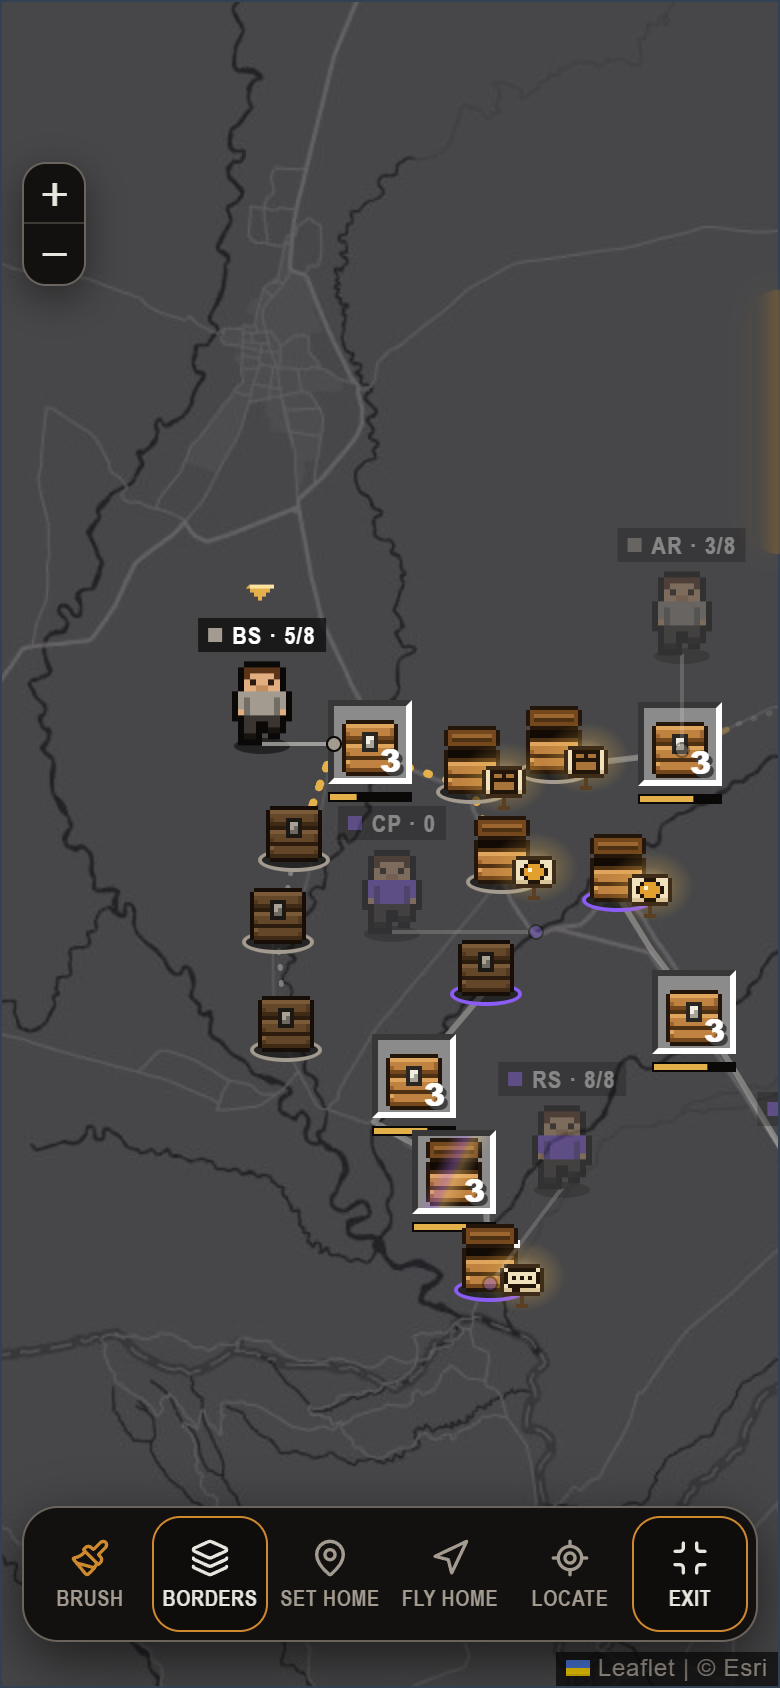 +
−
AR · 3/8
BS · 5/8
3
3
CP · 0
3
3
RS · 8/8
3
BRUSH
BORDERS
SET HOME
FLY HOME
LOCATE
EXIT
Leaflet | © Esri